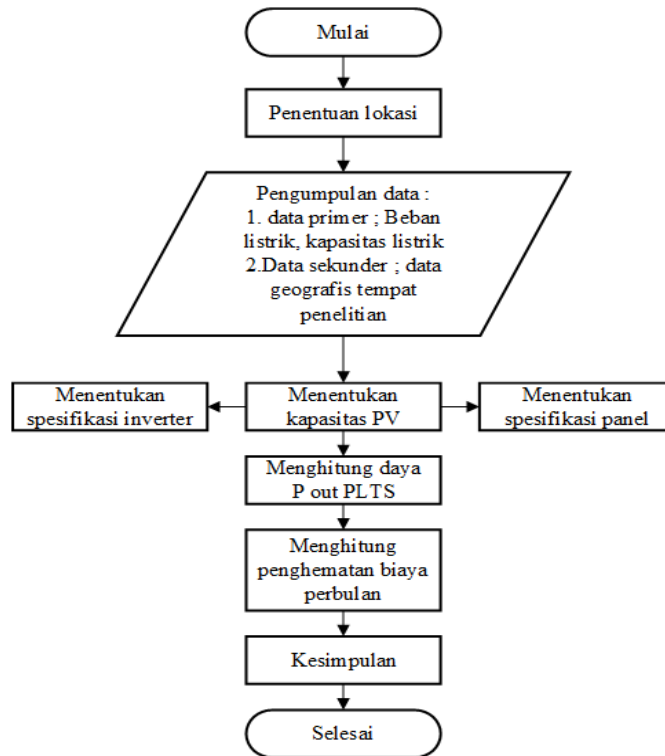 Mulai
Penentuan lokasi
Pengumpulan data :
1. data primer ; Beban
listrik, kapasitas listrik
2.Data sekunder ; data
geografis tempat
penelitian
Menentukan
spesifikasi inverter
Menentukan
kapasitas PV
Menentukan
spesifikasi panel
Menghitung daya
P out PLTS
Menghitung
penghematan biaya
perbulan
Kesimpulan
Selesai